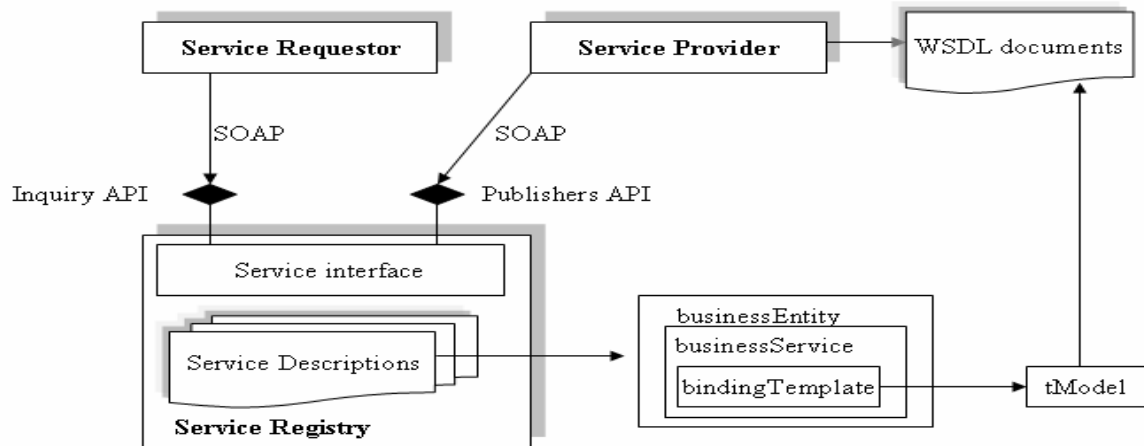 Service Requestor
Service Provider
WSDL documents
SOAP
SOAP
Inquiry API
Publishers API
Service interface
businessEntity
businessService
Service Descriptions
bindingTemplate
tModel
Service Registry